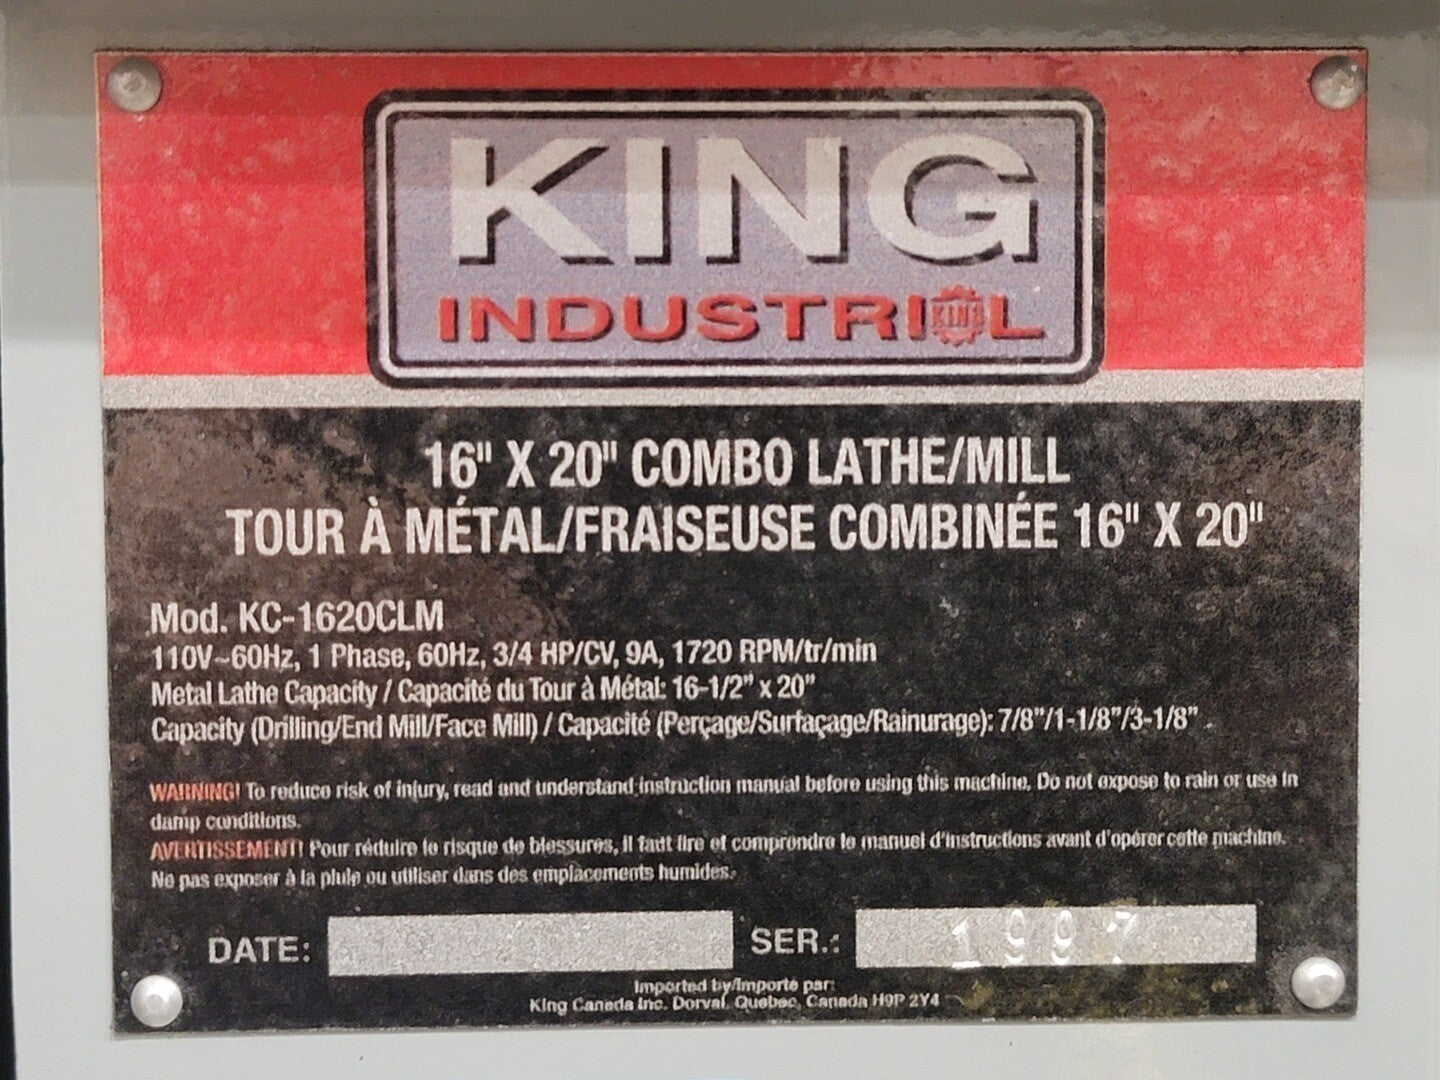 KING
INDUSTRIAL
KING
16" X 20" COMBO LATHE/MILL
TOUR À MÉTAL/FRAISEUSE COMBINÉE 16" X 20"
Mod. KC-1620CLM
110V~60Hz, 1 Phase, 60Hz, 3/4 HP/CV, 9A, 1720 RPM/tr/min
Metal Lathe Capacity / Capacité du Tour à Métal: 16-1/2" x 20"
Capacity (Drilling/End Mill/Face Mill) / Capacité (Perçage/Surfaçage/Rainurage): 7/8"/1-1/8"/3-1/8"
WARNING! To reduce risk of injury, read and understand instruction manual before using this machine. Do not expose to rain or use in
damp conditions.
AVERTISSEMENT! Pour réduire le risque de blessures, il faut lire et comprendre le manuel d'instructions avant d'opérer cette machine.
Ne pas exposer à la pluie ou utiliser dans des emplacements humides.
DATE: SER.: 1997
Imported by/Importé par:
King Canada Inc. Dorval, Quebec, Canada H9P 2Y4